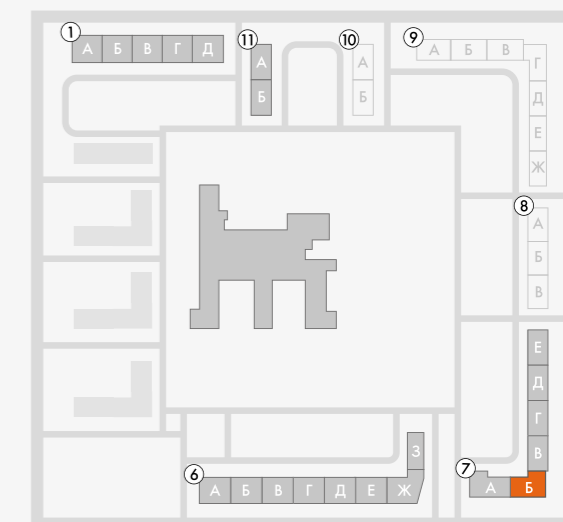 1
А Б В Г Д
11
А
Б
10
А
Б
9
А Б В
Г
Д
Е
Ж
8
А
Б
В
Е
Д
Г
В
7
А Б
6
А Б В Г Д Е Ж
З